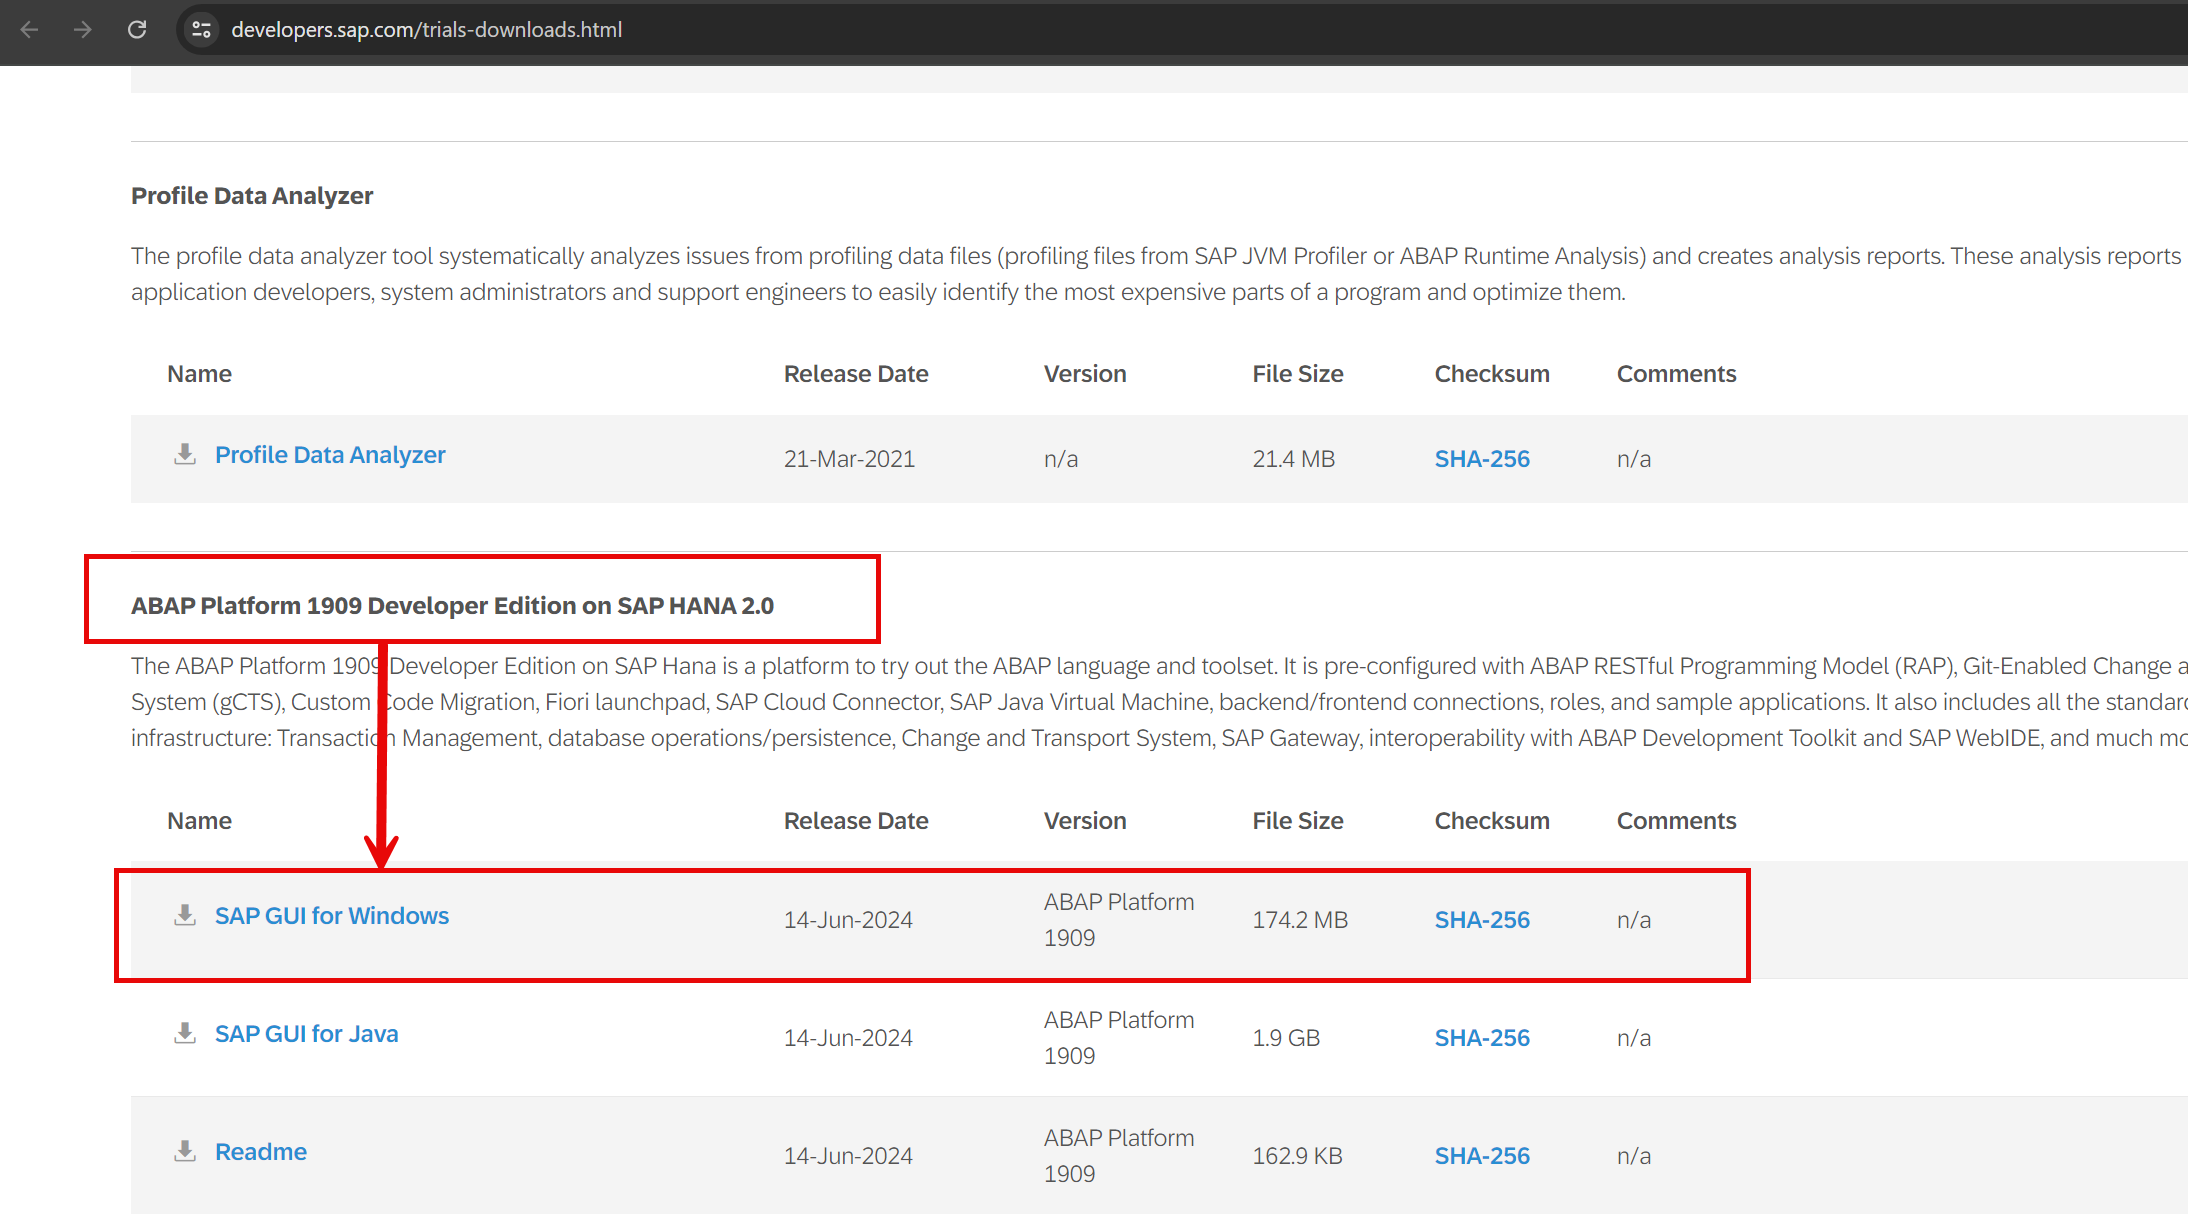 developers.sap.com/trials-downloads.html
Profile Data Analyzer
The profile data analyzer tool systematically analyzes issues from profiling data files (profiling files from SAP JVM Profiler or ABAP Runtime Analysis) and creates analysis reports. These analysis reports
application developers, system administrators and support engineers to easily identify the most expensive parts of a program and optimize them.
Name Release Date Version File Size Checksum Comments
Profile Data Analyzer 21-Mar-2021 n/a 21.4 MB SHA-256 n/a
ABAP Platform 1909 Developer Edition on SAP HANA 2.0
The ABAP Platform 1909 Developer Edition on SAP Hana is a platform to try out the ABAP language and toolset. It is pre-configured with ABAP RESTful Programming Model (RAP), Git-Enabled Change a
System (gCTS), Custom Code Migration, Fiori launchpad, SAP Cloud Connector, SAP Java Virtual Machine, backend/frontend connections, roles, and sample applications. It also includes all the standard
infrastructure: Transaction Management, database operations/persistence, Change and Transport System, SAP Gateway, interoperability with ABAP Development Toolkit and SAP WebIDE, and much mo
Name Release Date Version File Size Checksum Comments
SAP GUI for Windows 14-Jun-2024 ABAP Platform 1909 174.2 MB SHA-256 n/a
SAP GUI for Java 14-Jun-2024 ABAP Platform 1909 1.9 GB SHA-256 n/a
Readme 14-Jun-2024 ABAP Platform 1909 162.9 KB SHA-256 n/a